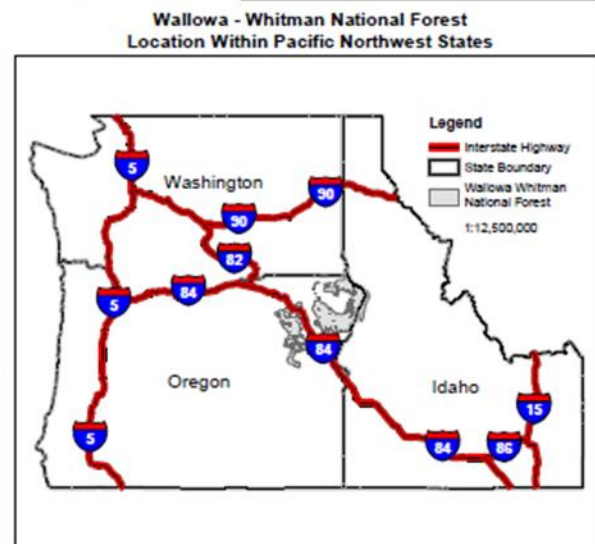 Wallowa - Whitman National Forest
Location Within Pacific Northwest States
Legend
Interstate Highway
State Boundary
Wallowa Whitman
National Forest
1:12,500,000
5
Washington
90
90
82
84
5
84
Oregon
Idaho
15
5
84
86